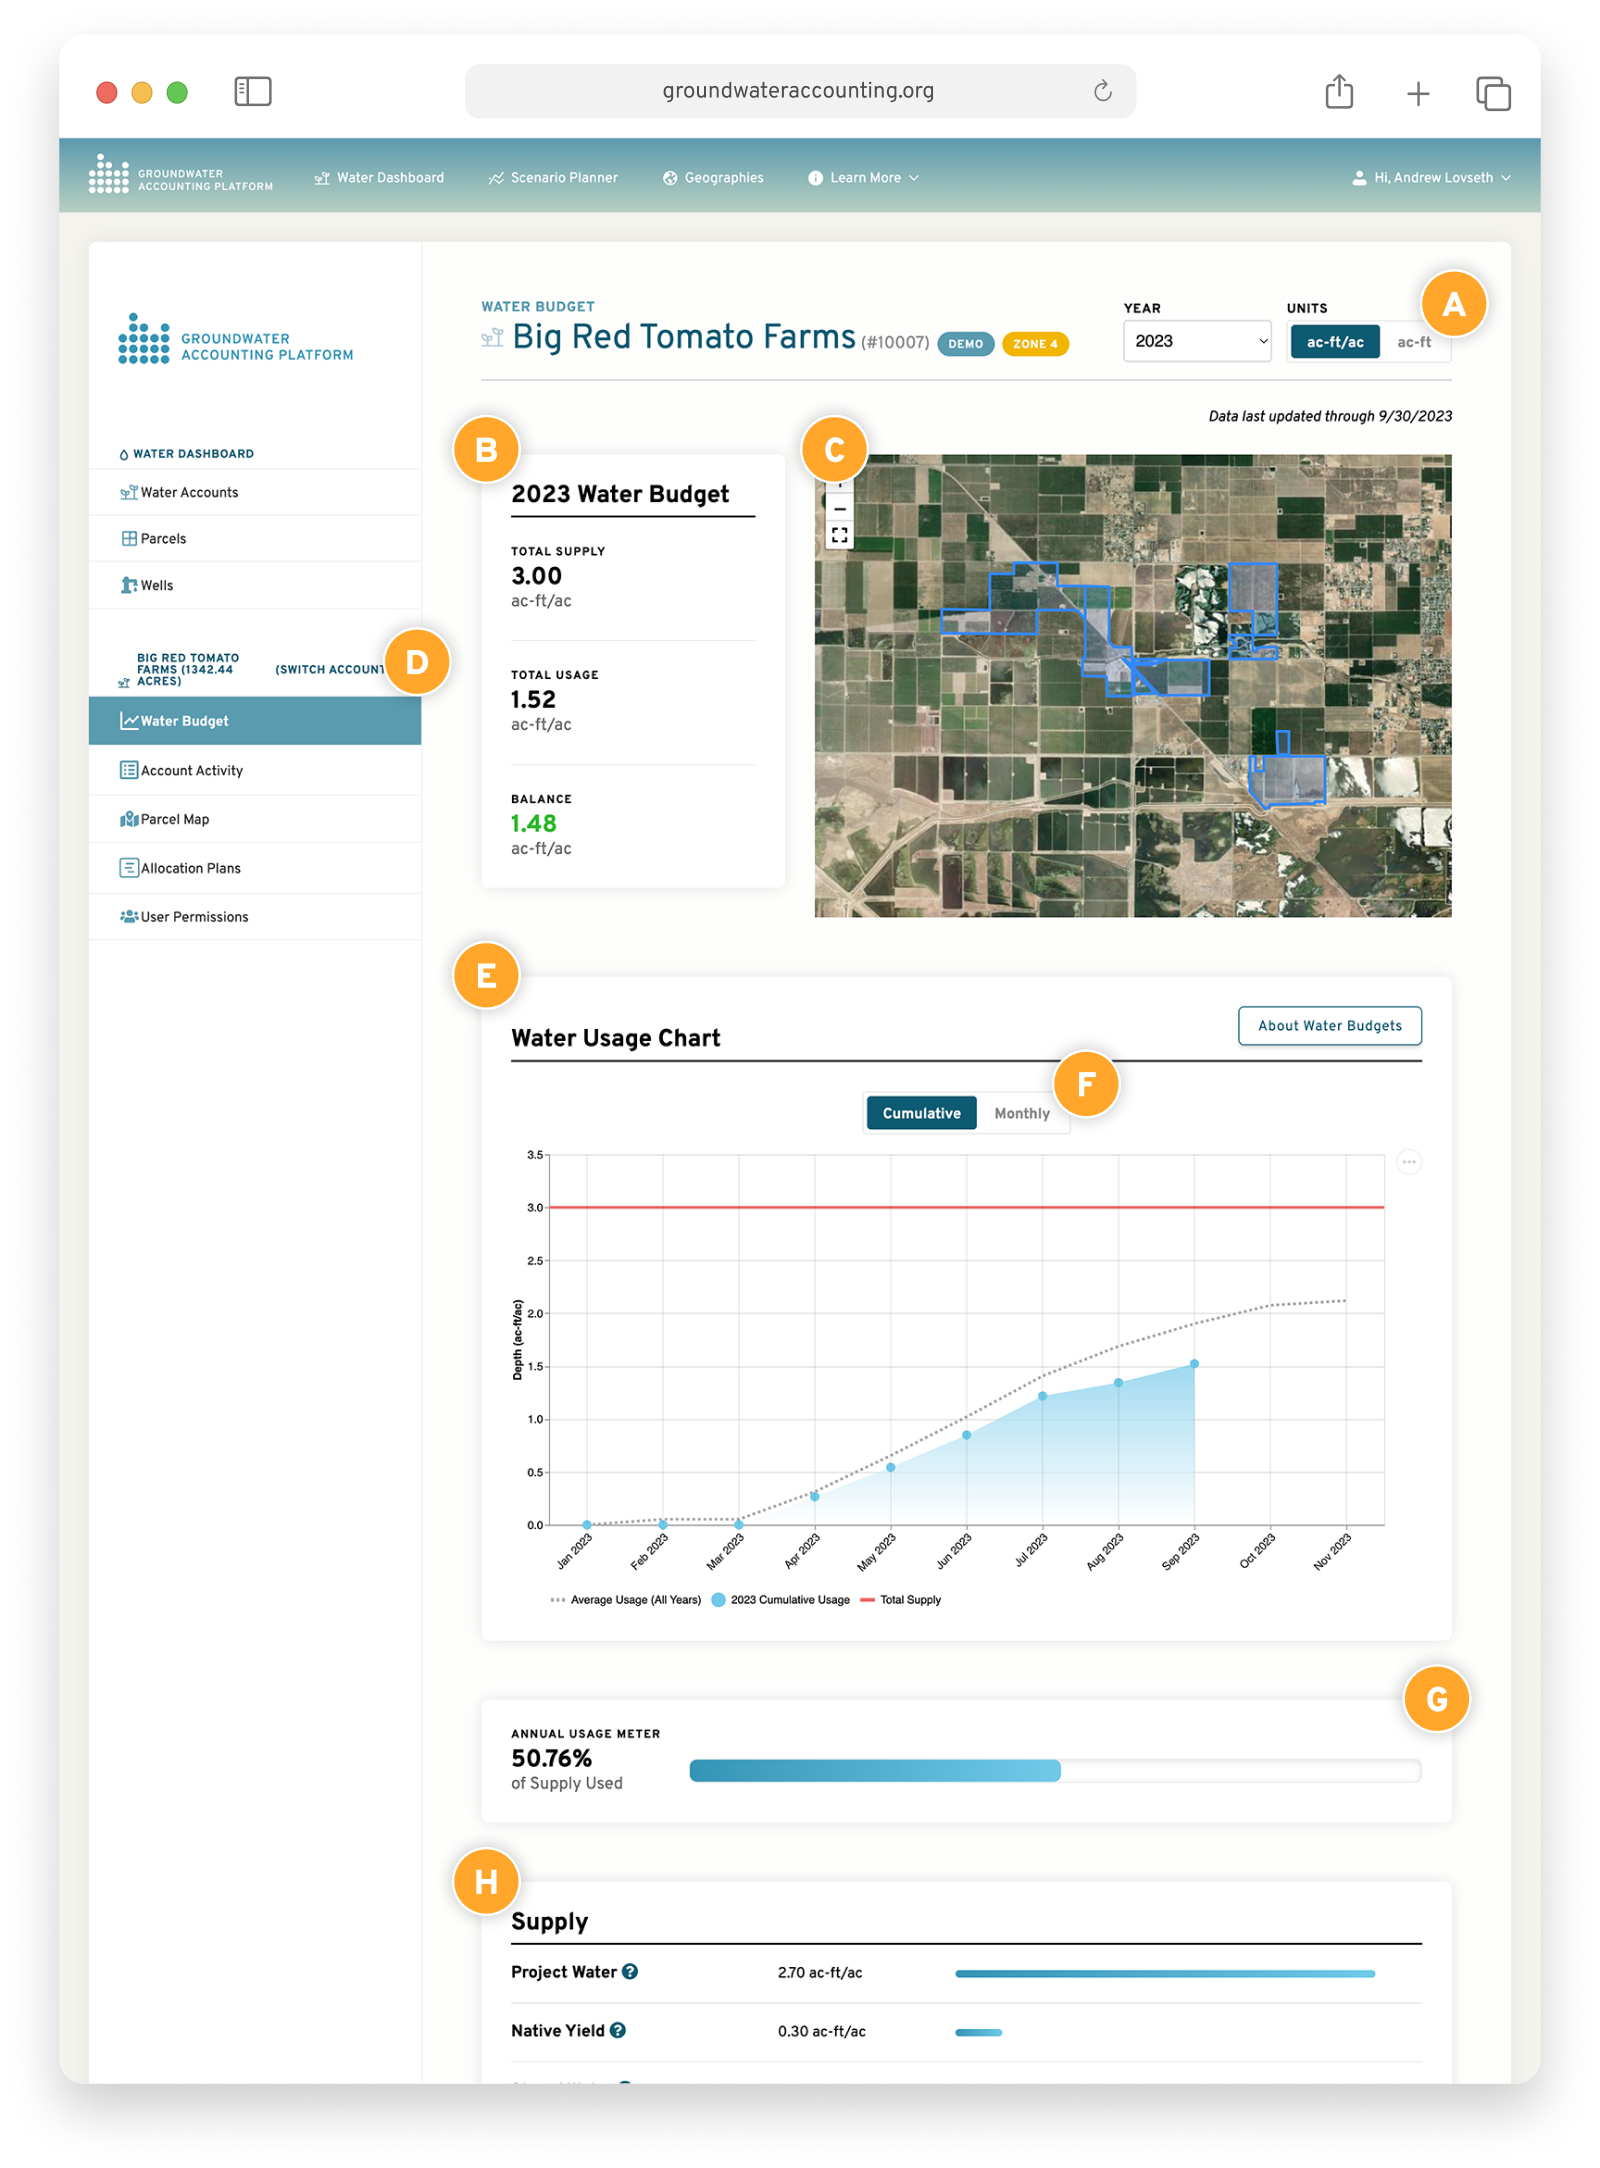 groundwateraccounting.org
GROUNDWATER
ACCOUNTING PLATFORM
Water Dashboard
Scenario Planner
Geographies
Learn More
Hi, Andrew Lovseth
GROUNDWATER
ACCOUNTING PLATFORM
WATER DASHBOARD
Water Accounts
Parcels
Wells
BIG RED TOMATO
FARMS (1342.44
ACRES)
(SWITCH ACCOUNT
D
Water Budget
Account Activity
Parcel Map
Allocation Plans
User Permissions
WATER BUDGET
Big Red Tomato Farms (#10007) DEMO ZONE 4
YEAR
2023
UNITS
ac-ft/ac ac-ft
A
Data last updated through 9/30/2023
B
2023 Water Budget
TOTAL SUPPLY
3.00
ac-ft/ac
TOTAL USAGE
1.52
ac-ft/ac
BALANCE
1.48
ac-ft/ac
C
E
Water Usage Chart
About Water Budgets
F
Cumulative Monthly
3.5
3.0
2.5
2.0
1.5
1.0
0.5
0.0
Depth (ac-ft/ac)
Jan 2023
Feb 2023
Mar 2023
Apr 2023
May 2023
Jun 2023
Jul 2023
Aug 2023
Sep 2023
Oct 2023
Nov 2023
Average Usage (All Years) 2023 Cumulative Usage Total Supply
G
ANNUAL USAGE METER
50.76%
of Supply Used
H
Supply
Project Water ? 2.70 ac-ft/ac
Native Yield ? 0.30 ac-ft/ac